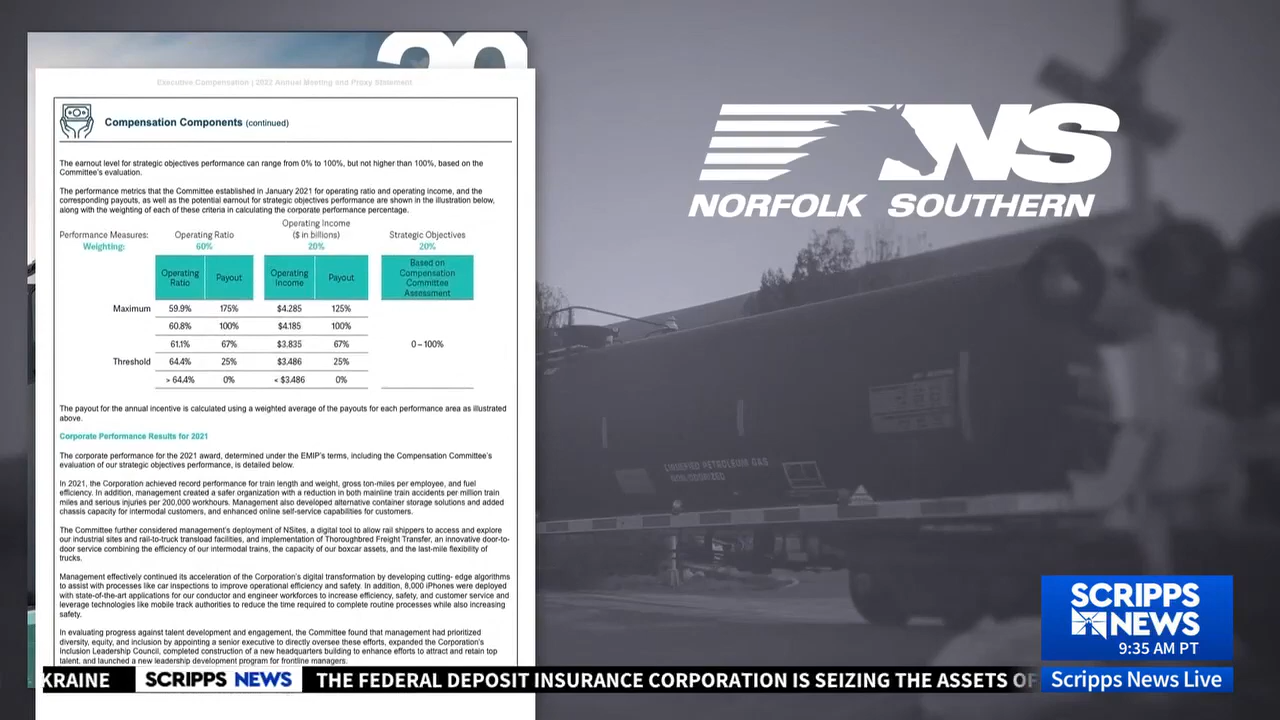 20
Executive Compensation | 2022 Annual Meeting and Proxy Statement
Compensation Components (continued)
The earnout level for strategic objectives performance can range from 0% to 100%, but not higher than 100%, based on the
Committee's evaluation.
The performance metrics that the Committee established in January 2021 for operating ratio and operating income, and the
corresponding payouts, as well as the potential earnout for strategic objectives performance are shown in the illustration below,
along with the weighting of each of these criteria in calculating the corporate performance percentage.
Operating Income
Performance Measures: Operating Ratio ($ in billions) Strategic Objectives
Weighting: 60% 20% 20%
Operating Ratio Payout Operating Income Payout Based on Compensation Committee Assessment
Maximum 59.9% 175% $4.285 125%
60.8% 100% $4.185 100%
61.1% 67% $3.835 67% 0 – 100%
Threshold 64.4% 25% $3.486 25%
> 64.4% 0% < $3.486 0%
The payout for the annual incentive is calculated using a weighted average of the payouts for each performance area as illustrated
above.
Corporate Performance Results for 2021
The corporate performance for the 2021 award, determined under the EMIP's terms, including the Compensation Committee's
evaluation of our strategic objectives performance, is detailed below.
In 2021, the Corporation achieved record performance for train length and weight, gross ton-miles per employee, and fuel
efficiency. In addition, management created a safer organization with a reduction in both mainline train accidents per million train
miles and serious injuries per 200,000 workhours. Management also developed alternative container storage solutions and added
chassis capacity for intermodal customers, and enhanced online self-service capabilities for customers.
The Committee further considered management's deployment of NSites, a digital tool to allow rail shippers to access and explore
our industrial sites and rail-to-truck transload facilities, and implementation of Thoroughbred Freight Transfer, an innovative door-to-
door service combining the efficiency of our intermodal trains, the capacity of our boxcar assets, and the last-mile flexibility of
trucks.
Management effectively continued its acceleration of the Corporation's digital transformation by developing cutting- edge algorithms
to assist with processes like car inspections to improve operational efficiency and safety. In addition, 8,000 iPhones were deployed
with state-of-the-art applications for our conductor and engineer workforces to increase efficiency, safety, and customer service and
leverage technologies like mobile track authorities to reduce the time required to complete routine processes while also increasing
safety.
In evaluating progress against talent development and engagement, the Committee found that management had prioritized
diversity, equity, and inclusion by appointing a senior executive to directly oversee these efforts, expanded the Corporation's
Inclusion Leadership Council, completed construction of a new headquarters building to enhance efforts to attract and retain top
talent, and launched a new leadership development program for frontline managers.
NS
NORFOLK SOUTHERN
LIQUEFIED PETROLEUM GAS
NON-ODORIZED
SCRIPPS
NEWS
9:35 AM PT
Scripps News Live
KRAINE SCRIPPS NEWS THE FEDERAL DEPOSIT INSURANCE CORPORATION IS SEIZING THE ASSETS OF